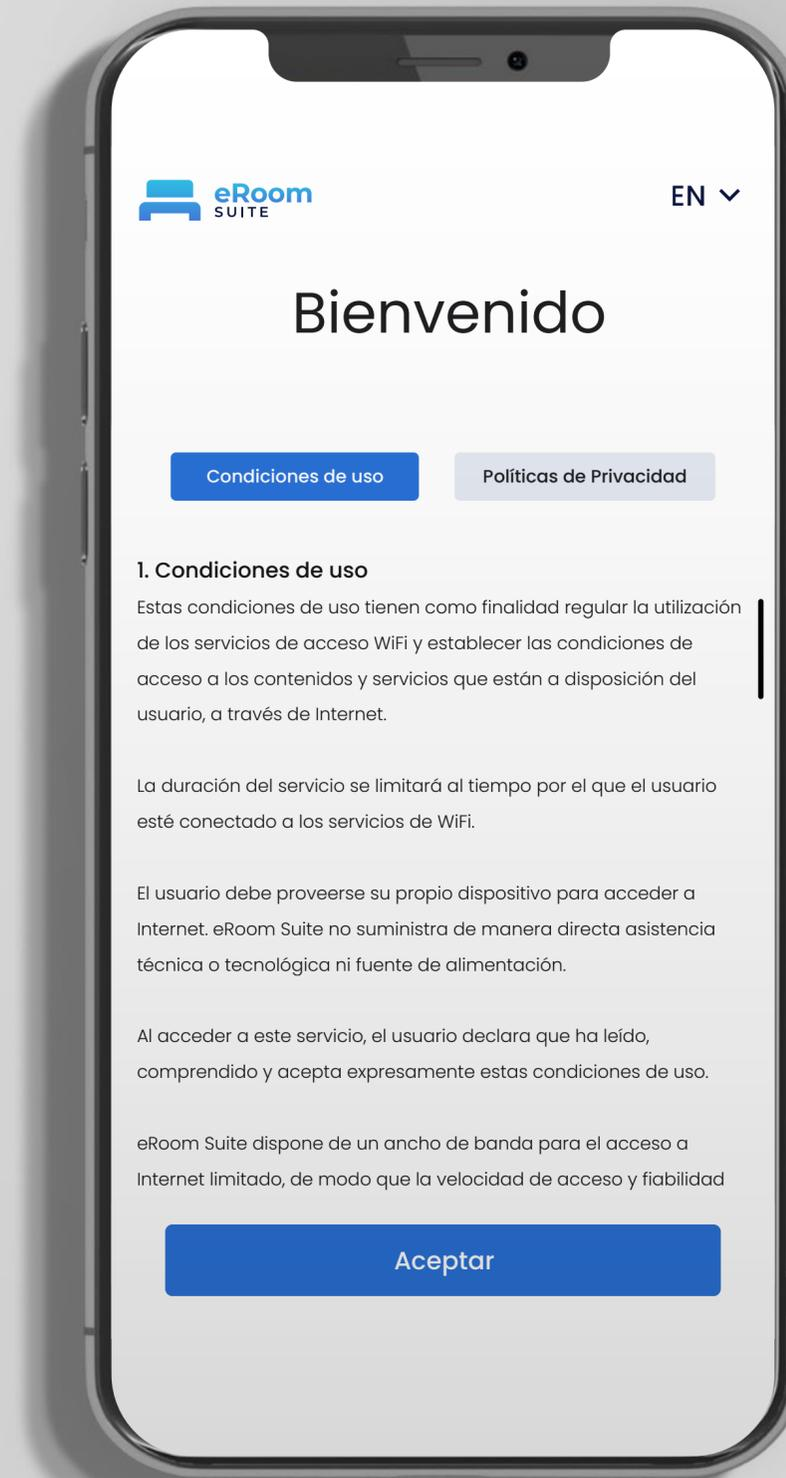 eRoom
SUITE
EN
Bienvenido
Condiciones de uso
Políticas de Privacidad
1. Condiciones de uso
Estas condiciones de uso tienen como finalidad regular la utilización
de los servicios de acceso WiFi y establecer las condiciones de
acceso a los contenidos y servicios que están a disposición del
usuario, a través de Internet.
La duración del servicio se limitará al tiempo por el que el usuario
esté conectado a los servicios de WiFi.
El usuario debe proveerse su propio dispositivo para acceder a
Internet. eRoom Suite no suministra de manera directa asistencia
técnica o tecnológica ni fuente de alimentación.
Al acceder a este servicio, el usuario declara que ha leído,
comprendido y acepta expresamente estas condiciones de uso.
eRoom Suite dispone de un ancho de banda para el acceso a
Internet limitado, de modo que la velocidad de acceso y fiabilidad
Aceptar